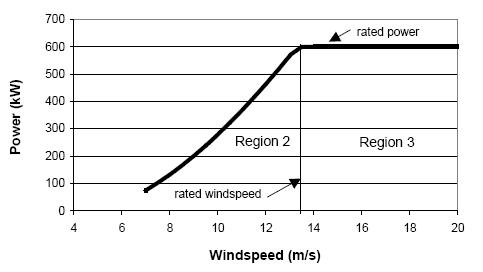 700
600
500
400
300
200
100
0
Power (kW)
rated power
Region 2
Region 3
rated windspeed
4 6 8 10 12 14 16 18 20
Windspeed (m/s)